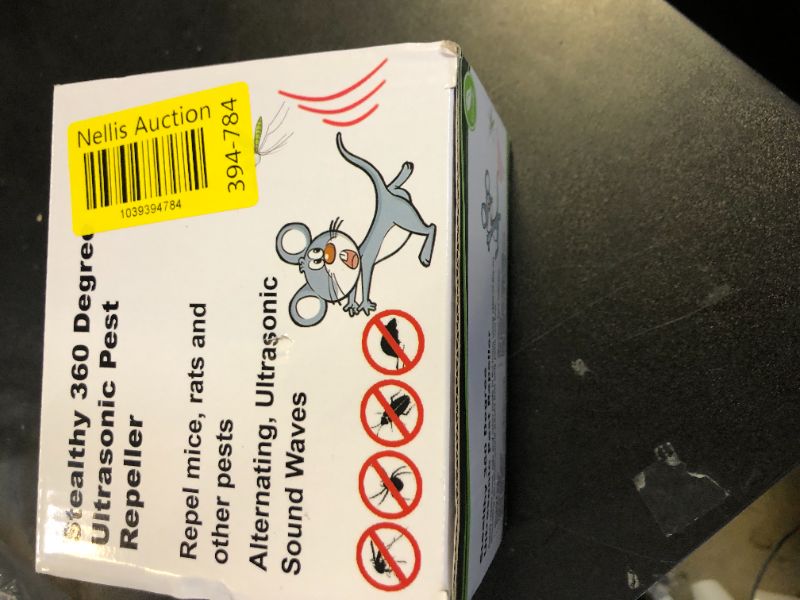 Nellis Auction
1039394784
394-784
Stealthy 360 Degree
Ultrasonic Pest
Repeller
Repel mice, rats and
other pests
Alternating, Ultrasonic
Sound Waves